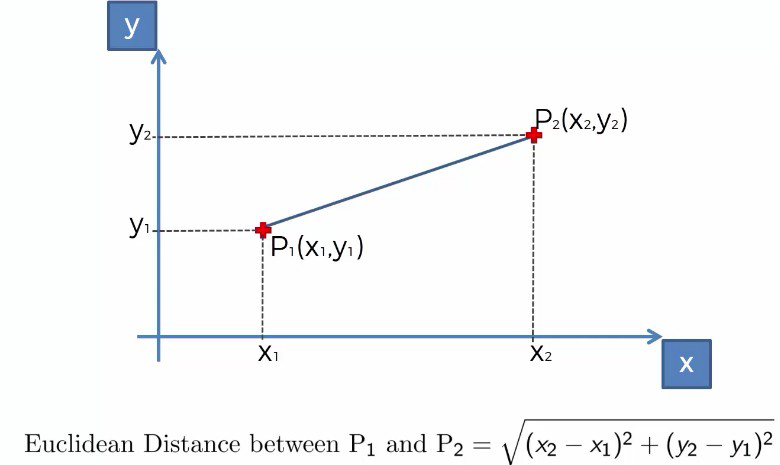 y
y₂
P₂(x₂,y₂)
y₁
P₁(x₁,y₁)
x₁
x₂
x
Euclidean Distance between P₁ and P₂ = √(x₂ − x₁)² + (y₂ − y₁)²